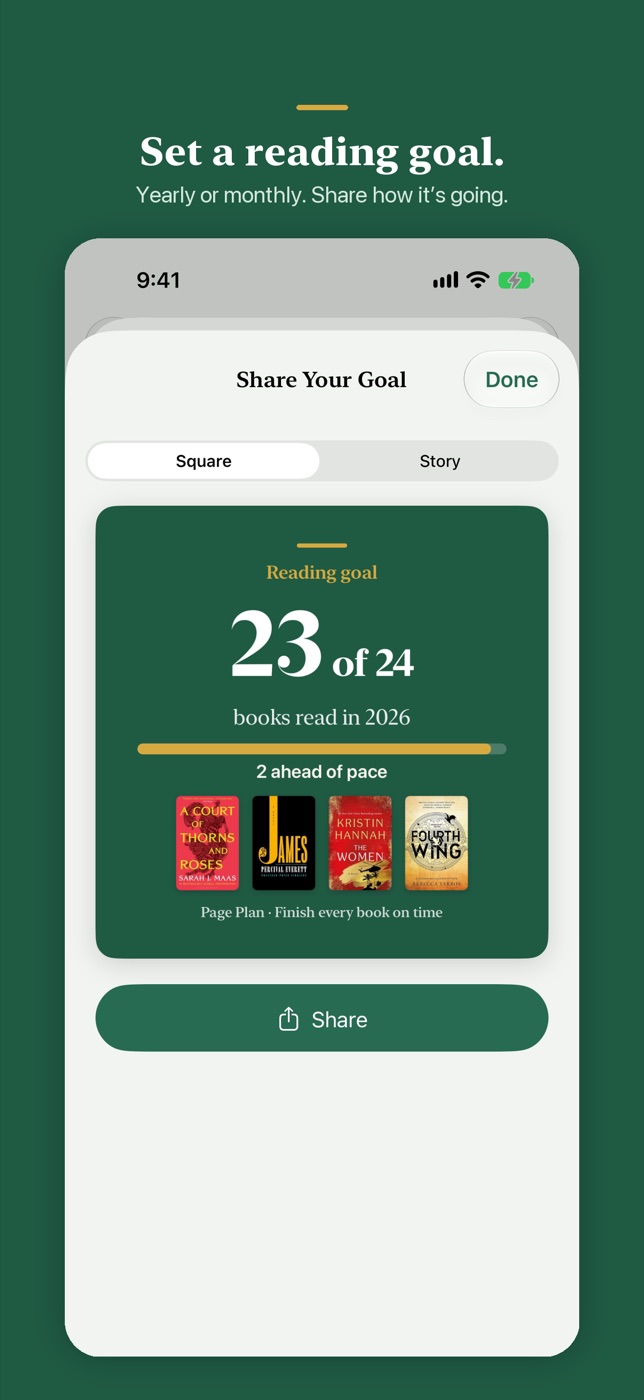 Set a reading goal.
Yearly or monthly. Share how it’s going.
9:41
Share Your Goal
Done
Square
Story
Reading goal
23 of 24
books read in 2026
2 ahead of pace
A COURT
OF
THORNS
AND
ROSES
SARAH J. MAAS
JAMES
PERCIVAL EVERETT
KRISTIN
HANNAH
THE
WOMEN
FOURTH
WING
Page Plan · Finish every book on time
Share